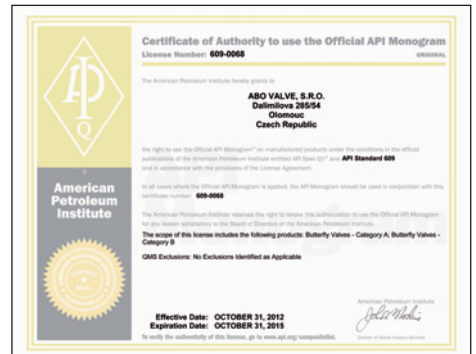 Certificate of Authority to use the Official API Monogram
License Number: 609-0068
ORIGINAL
The American Petroleum Institute hereby grants to
ABO VALVE, S.R.O.
Dalimilova 285/54
Olomouc
Czech Republic
the right to use the Official API Monogram® on manufactured products under the conditions in the official
publications of the American Petroleum Institute entitled API Spec Q1® and API Standard 609
and in accordance with the provisions of the License Agreement.
In all cases where the Official API Monogram is applied, the API Monogram should be used in conjunction with this
certificate number: 609-0068
The American Petroleum Institute reserves the right to revoke this authorization to use the Official API Monogram
for any reason satisfactory to the Board of Directors of the American Petroleum Institute.
The scope of this license includes the following products: Butterfly Valves - Category A; Butterfly Valves -
Category B
QMS Exclusions: No Exclusions Identified as Applicable
API
Q
American
Petroleum
Institute
Effective Date: OCTOBER 31, 2012
Expiration Date: OCTOBER 31, 2015
To verify the authenticity of this license, go to www.api.org/compositelist.
American Petroleum Institute
Director of Global Industry Services